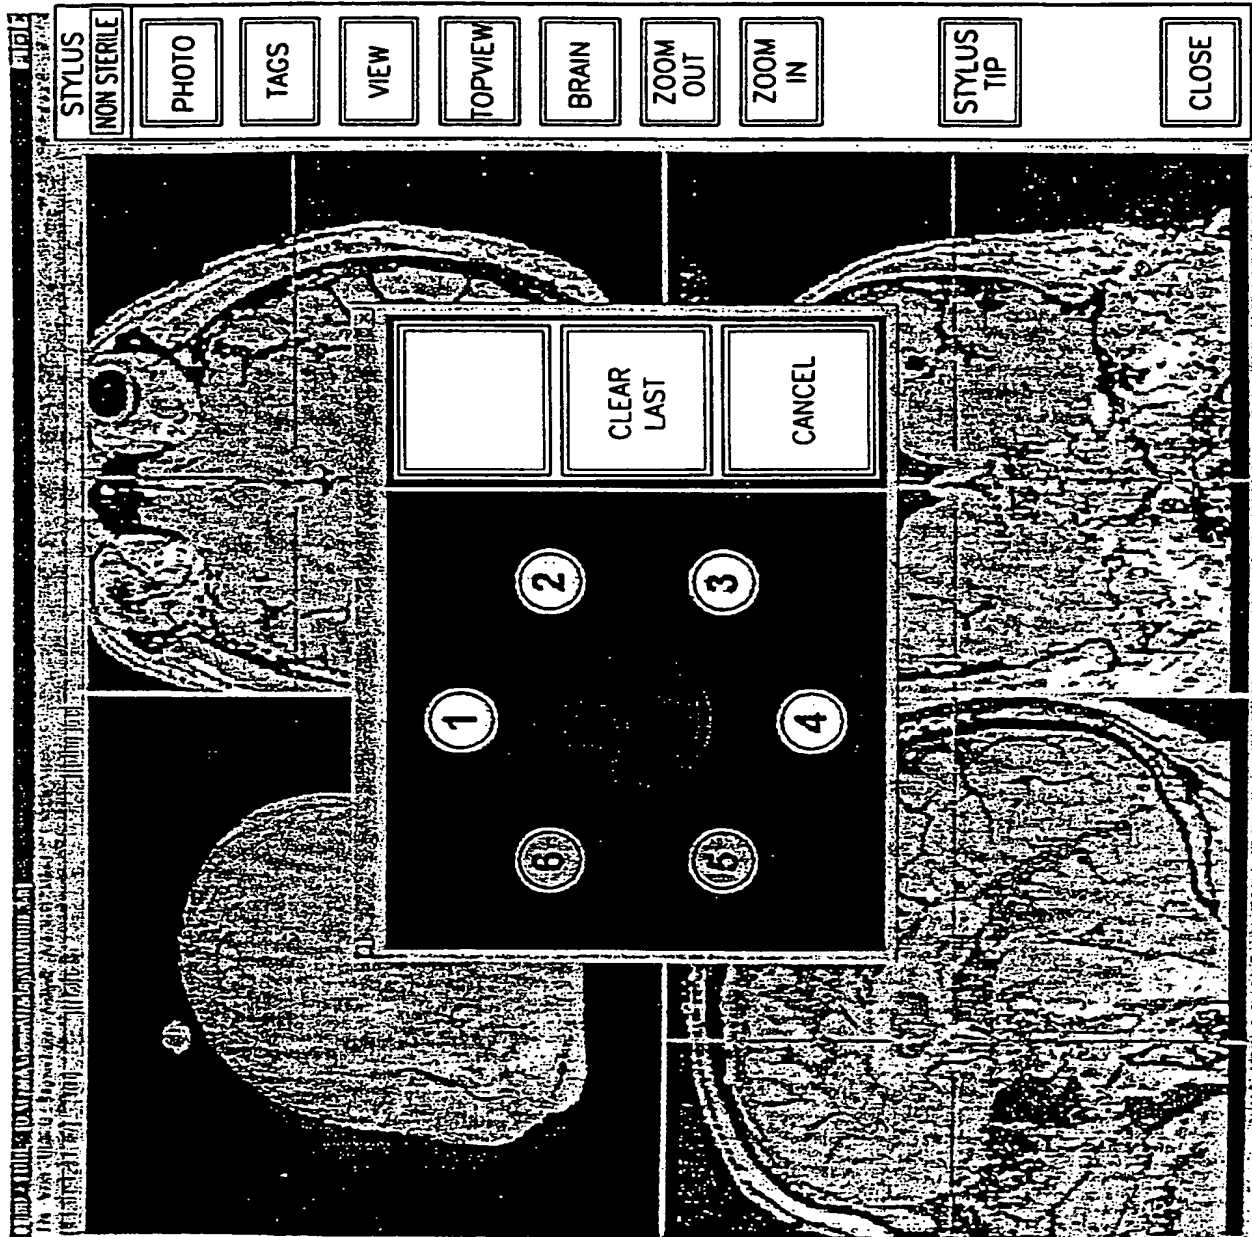 STYLUS
NON STERILE
PHOTO
TAGS
VIEW
TOPVIEW
BRAIN
ZOOM
OUT
ZOOM
IN
STYLUS
TIP
CLOSE
CLEAR
LAST
CANCEL
1
2
3
4
5
6